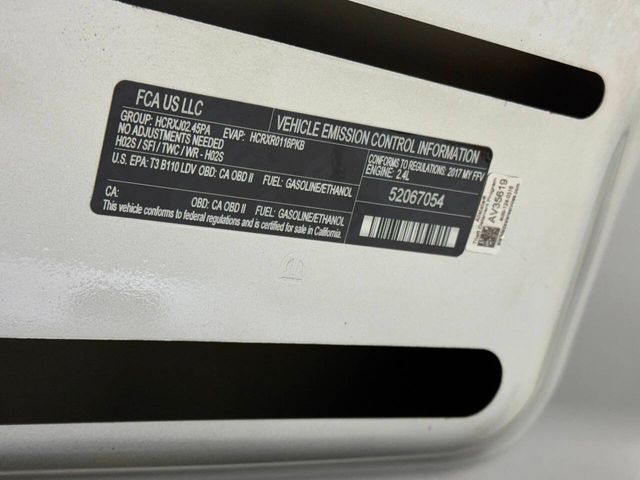 FCA US LLC
VEHICLE EMISSION CONTROL INFORMATION
GROUP: HCRXJ02.45PA EVAP: HCRXR0116PKB
NO ADJUSTMENTS NEEDED
H02S / SFI / TWC / WR - H02S
CONFORMS TO REGULATIONS: 2017 MY FFV
ENGINE: 2.4L
U.S. EPA: T3 B110 LDV OBD: CA OBD II FUEL: GASOLINE/ETHANOL
52067054
CA: OBD: CA OBD II FUEL: GASOLINE/ETHANOL
This vehicle conforms to federal regulations, and is certified for sale in California.
AV35619